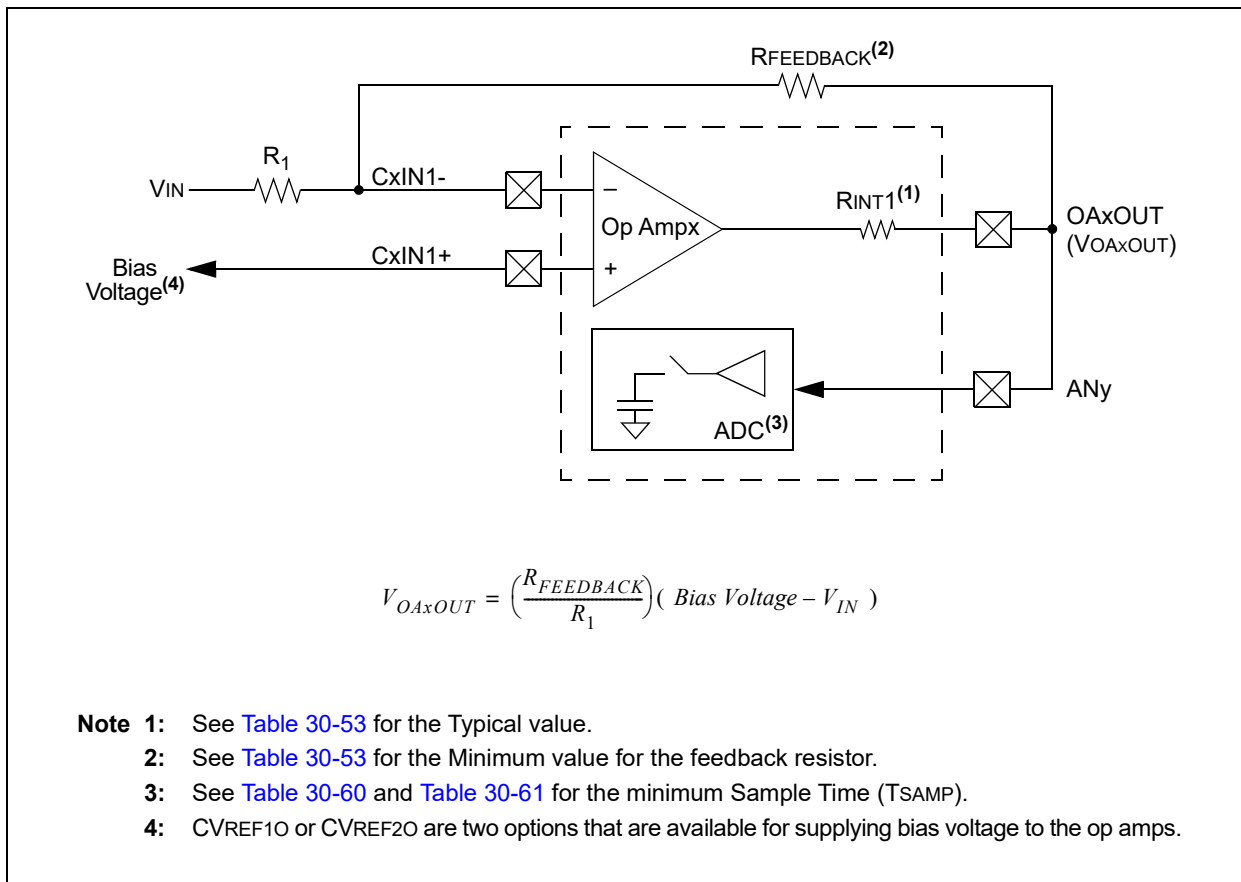 RFEEDBACK(2)
R1
VIN
CxIN1-
–
Op Ampx
RINT1(1)
OAxOUT
(VOAxOUT)
Bias
Voltage(4)
CxIN1+
+
ADC(3)
ANy
VOAxOUT = (RFEEDBACK / R1) ( Bias Voltage – VIN )
Note 1: See Table 30-53 for the Typical value.
2: See Table 30-53 for the Minimum value for the feedback resistor.
3: See Table 30-60 and Table 30-61 for the minimum Sample Time (TSAMP).
4: CVREF1O or CVREF2O are two options that are available for supplying bias voltage to the op amps.